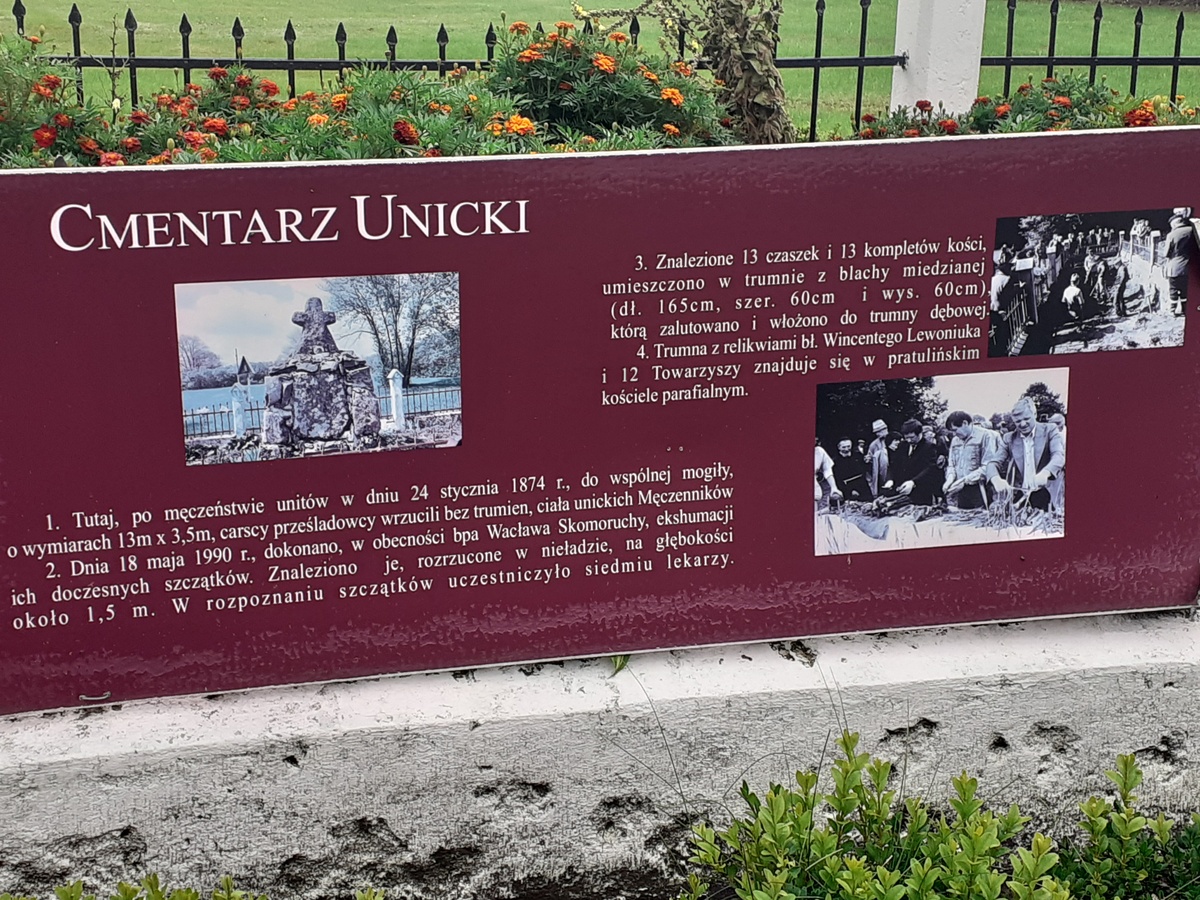 CMENTARZ UNICKI
1. Tutaj, po męczeństwie unitów w dniu 24 stycznia 1874 r., do wspólnej mogiły,
o wymiarach 13m x 3,5m, carscy prześladowcy wrzucili bez trumien, ciała unickich Męczenników
2. Dnia 18 maja 1990 r., dokonano, w obecności bpa Wacława Skomoruchy, ekshumacji
ich doczesnych szczątków. Znaleziono je, rozrzucone w nieładzie, na głębokości
około 1,5 m. W rozpoznaniu szczątków uczestniczyło siedmiu lekarzy.
3. Znalezione 13 czaszek i 13 kompletów kości,
umieszczono w trumnie z blachy miedzianej
(dł. 165cm, szer. 60cm i wys. 60cm),
którą zalutowano i włożono do trumny dębowej.
4. Trumna z relikwiami bł. Wincentego Lewoniuka
i 12 Towarzyszy znajduje się w pratulińskim
kościele parafialnym.